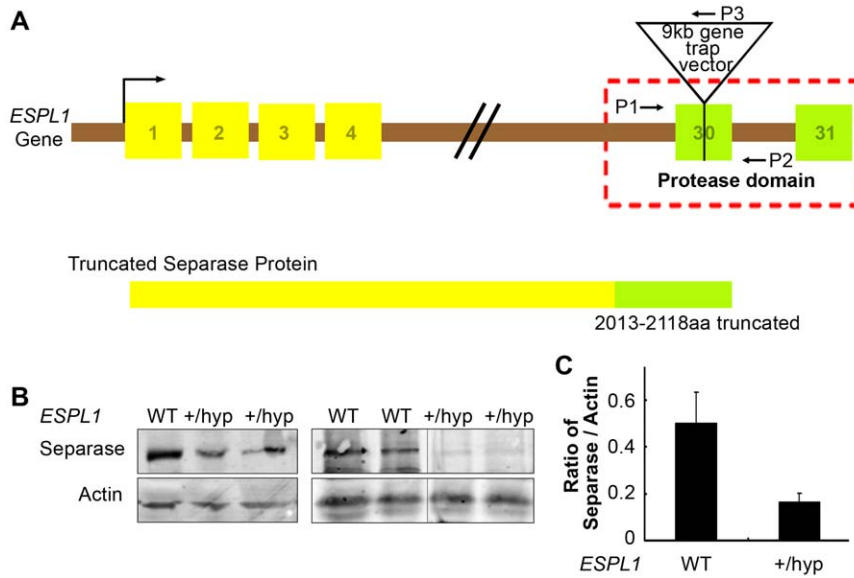 A
P3
9kb gene
trap
vector
ESPL1
Gene
P1
1 2 3 4 30 31
P2
Protease domain
Truncated Separase Protein
2013-2118aa truncated
B
ESPL1 WT +/hyp +/hyp WT WT +/hyp +/hyp
Separase
Actin
C
Ratio of
Separase / Actin
0.6
0.4
0.2
0
ESPL1 WT +/hyp